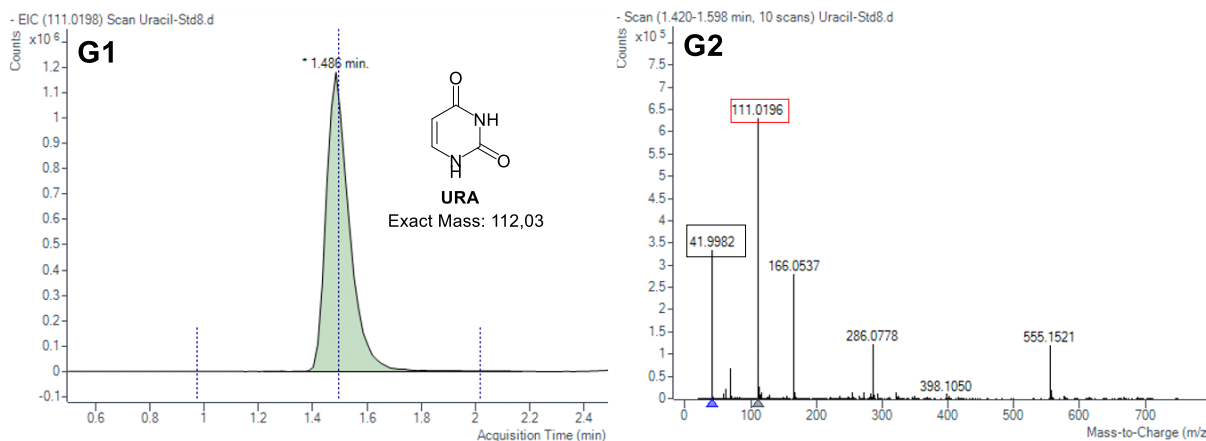 - EIC (111.0198) Scan Uracil-Std8.d
Counts
x10 6
G1
* 1.486 min.
1.2
1.1
1
0.9
0.8
0.7
0.6
0.5
0.4
0.3
0.2
0.1
0
-0.1
O
NH
N
H
O
URA
Exact Mass: 112,03
0.6 0.8 1 1.2 1.4 1.6 1.8 2 2.2 2.4
Acquisition Time (min)
- Scan (1.420-1.598 min, 10 scans) Uracil-Std8.d
Counts
x10 5
G2
7.5
7
6.5
6
5.5
5
4.5
4
3.5
3
2.5
2
1.5
1
0.5
0
111.0196
41.9982
166.0537
286.0778
398.1050
555.1521
0 100 200 300 400 500 600 700
Mass-to-Charge (m/z